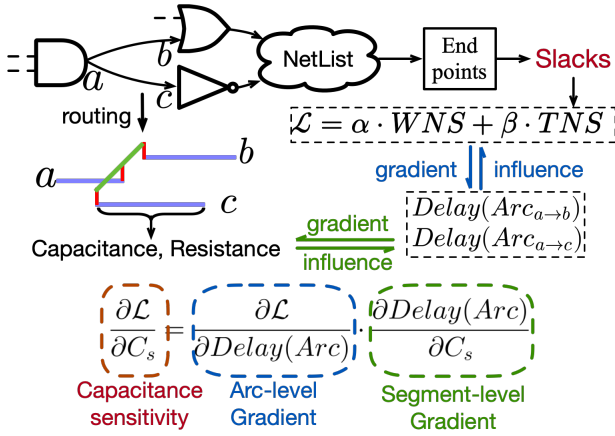 a
b
c
NetList
End
points
Slacks
routing
ℒ = α · WNS + β · TNS
gradient
influence
a
b
c
Delay(Arc_{a→b})
Delay(Arc_{a→c})
gradient
influence
Capacitance, Resistance
∂ℒ/∂C_s = ∂ℒ/∂Delay(Arc) · ∂Delay(Arc)/∂C_s
Capacitance
sensitivity
Arc-level
Gradient
Segment-level
Gradient